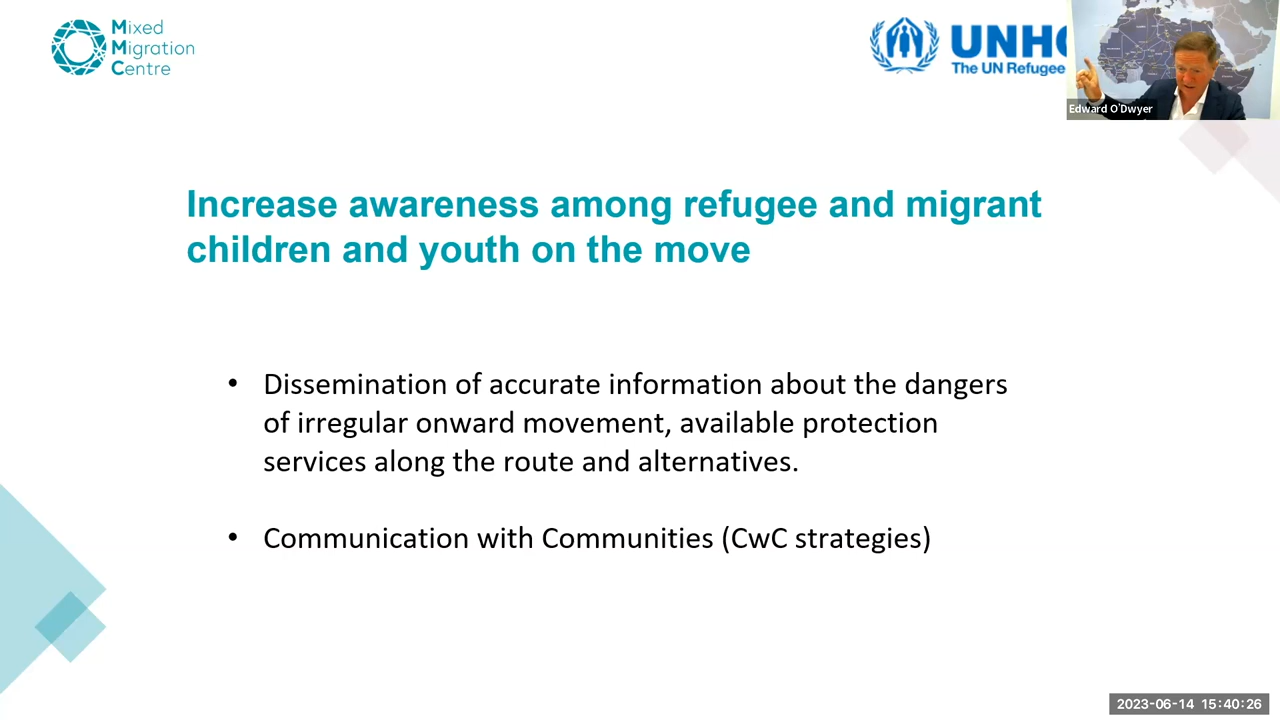 Mixed
Migration
Centre
UNHC
The UN Refugee
Edward O'Dwyer
Increase awareness among refugee and migrant
children and youth on the move
• Dissemination of accurate information about the dangers
of irregular onward movement, available protection
services along the route and alternatives.
• Communication with Communities (CwC strategies)
2023-06-14 15:40:26